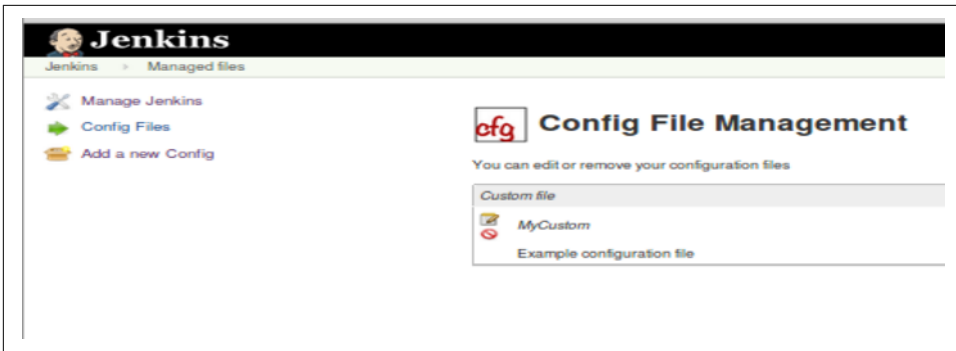 Jenkins
Jenkins Managed files
Manage Jenkins
Config Files
Add a new Config
cfg Config File Management
You can edit or remove your configuration files
Custom file
MyCustom
Example configuration file